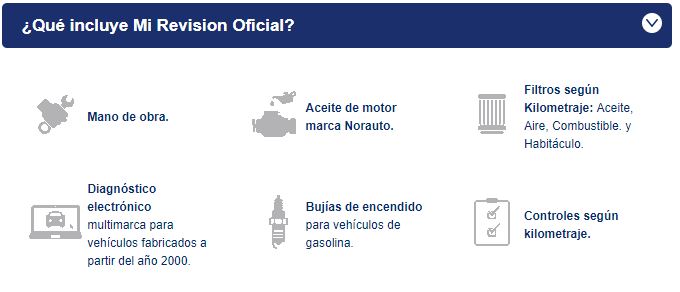 ¿Qué incluye Mi Revision Oficial?
Mano de obra.
Aceite de motor
marca Norauto.
Filtros según
Kilometraje: Aceite,
Aire, Combustible. y
Habitáculo.
Diagnóstico
electrónico
multimarca para
vehículos fabricados a
partir del año 2000.
Bujías de encendido
para vehículos de
gasolina.
Controles según
kilometraje.